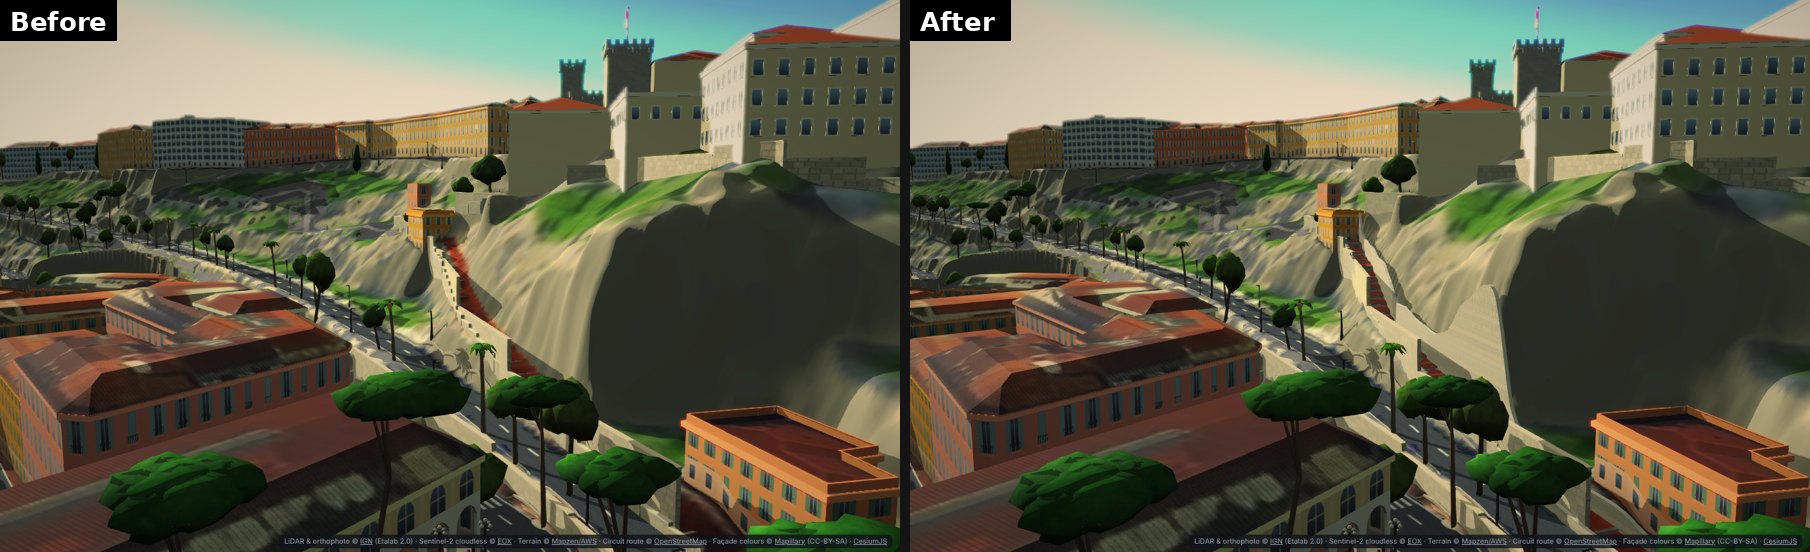 Before
After
LiDAR & orthophoto © IGN (Etalab 2.0) · Sentinel-2 cloudless © EOX · Terrain © Mapzen/AWS · Circuit route © OpenStreetMap · Façade colours © Mapillary (CC-BY-SA) · CesiumJS
LiDAR & orthophoto © IGN (Etalab 2.0) · Sentinel-2 cloudless © EOX · Terrain © Mapzen/AWS · Circuit route © OpenStreetMap · Façade colours © Mapillary (CC-BY-SA) · CesiumJS